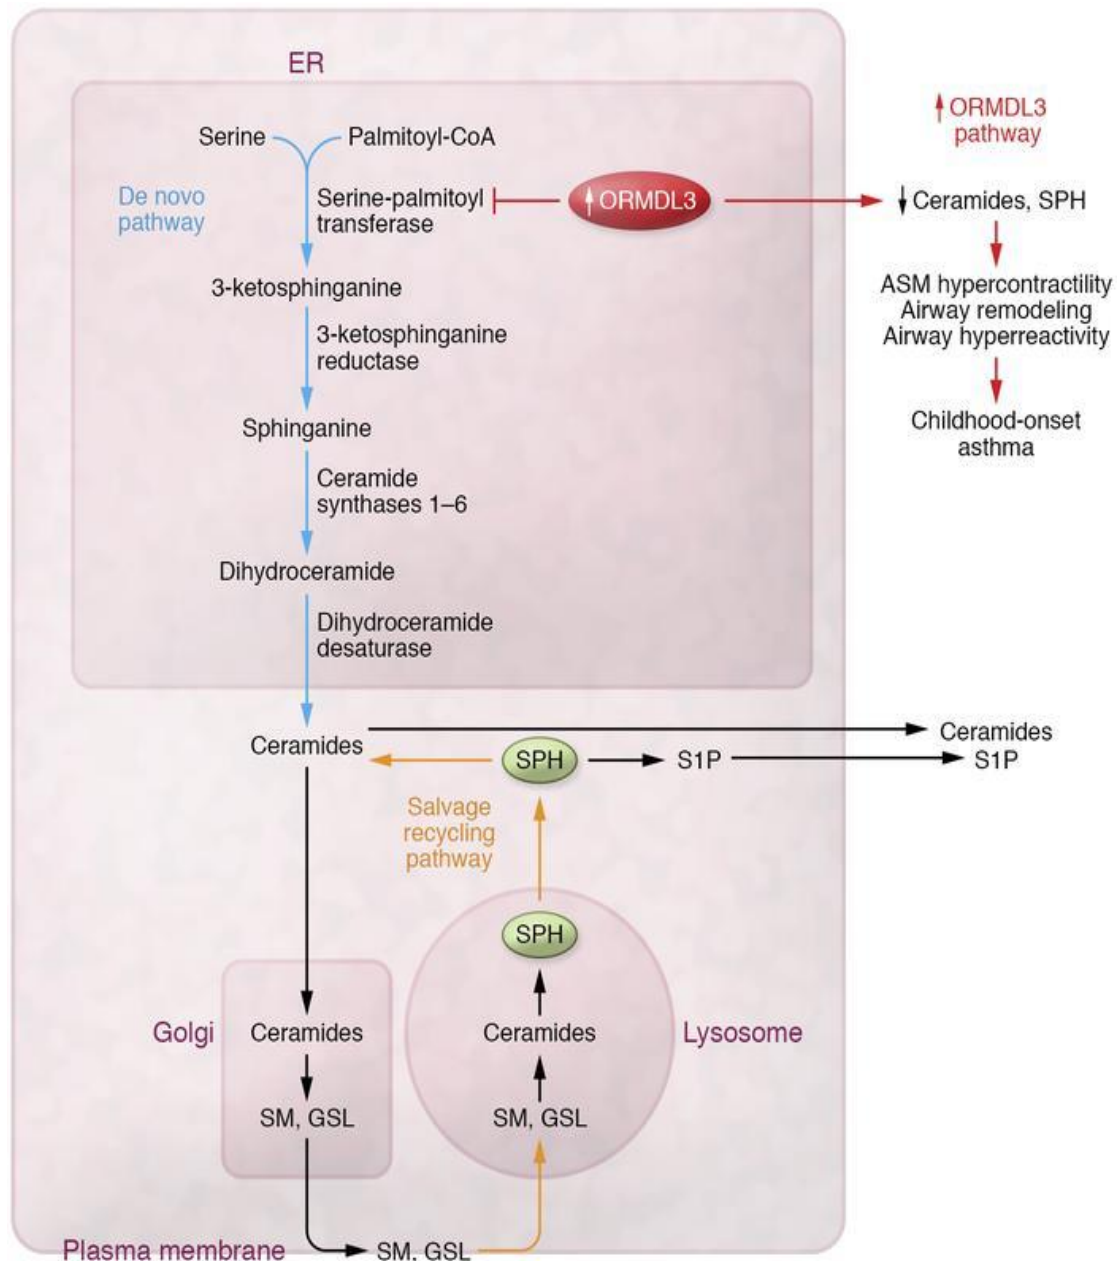 ER
Serine
Palmitoyl-CoA
De novo
pathway
Serine-palmitoyl
transferase
ORMDL3
3-ketosphinganine
3-ketosphinganine
reductase
Sphinganine
Ceramide
synthases 1–6
Dihydroceramide
Dihydroceramide
desaturase
ORMDL3
pathway
Ceramides, SPH
ASM hypercontractility
Airway remodeling
Airway hyperreactivity
Childhood-onset
asthma
Ceramides
SPH
S1P
Ceramides
S1P
Salvage
recycling
pathway
Golgi
Ceramides
SM, GSL
SPH
Ceramides
SM, GSL
Lysosome
Plasma membrane
SM, GSL